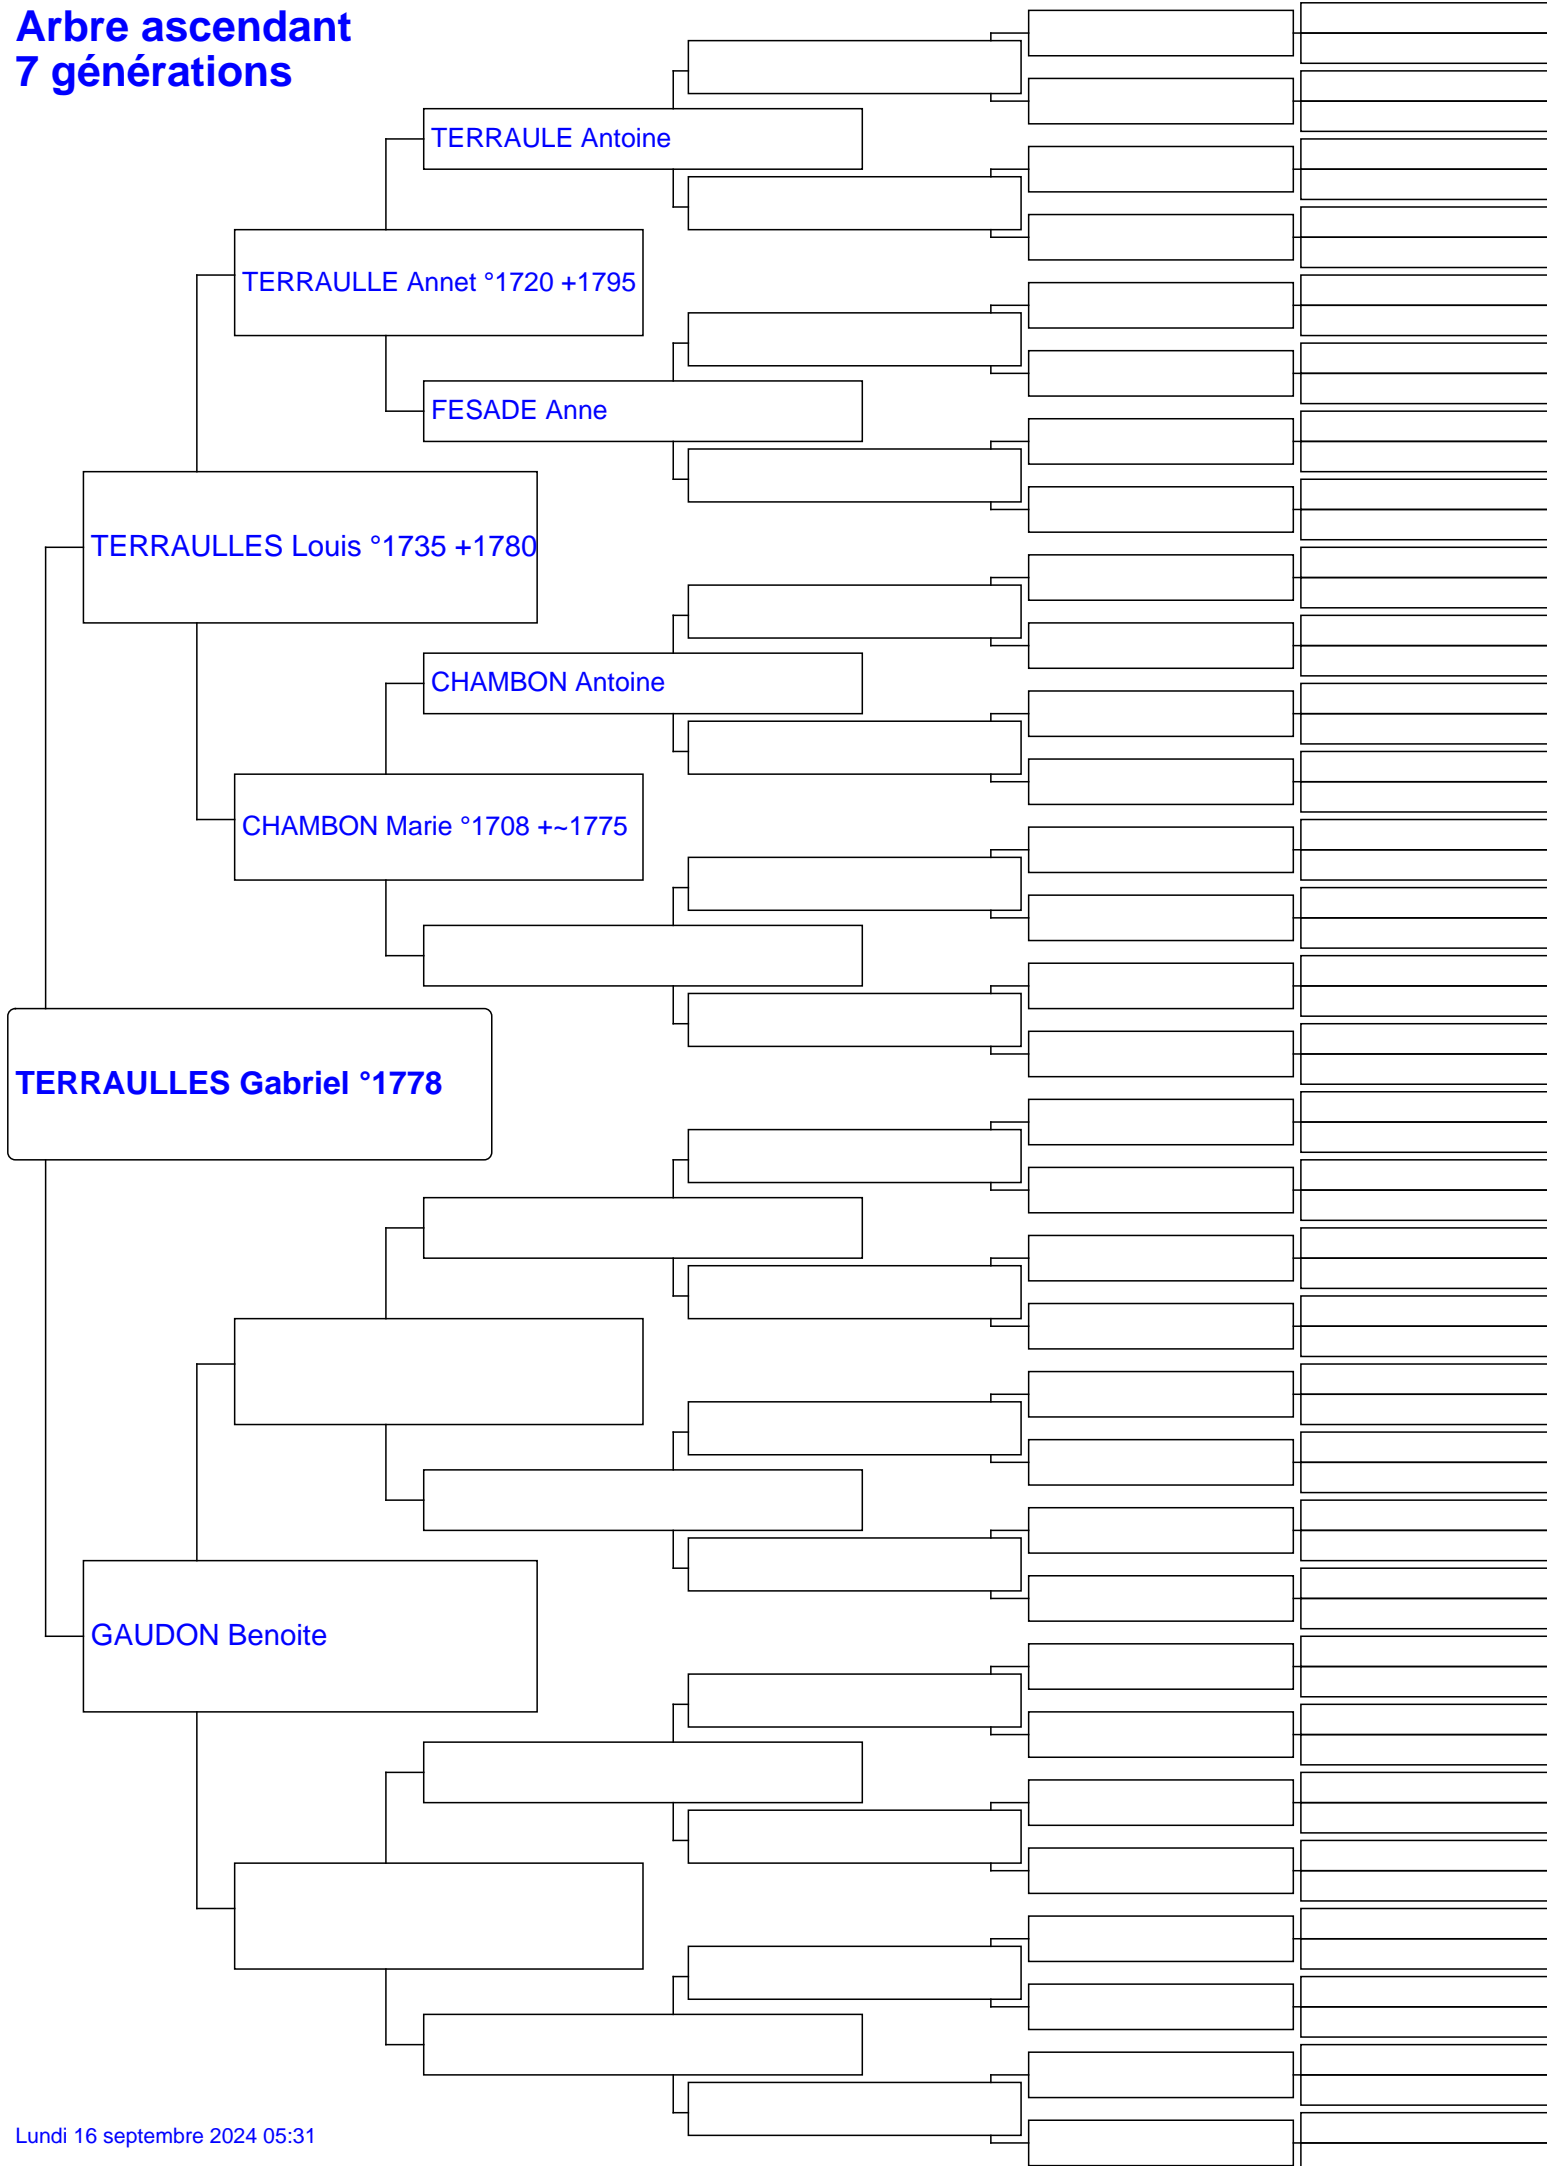 Arbre ascendant
7 générations
TERRAULE Antoine
TERRAULLE Annet °1720 +1795
FESADE Anne
TERRAULLES Louis °1735 +1780
CHAMBON Antoine
CHAMBON Marie °1708 +~1775
TERRAULLES Gabriel °1778
GAUDON Benoite
Lundi 16 septembre 2024 05:31